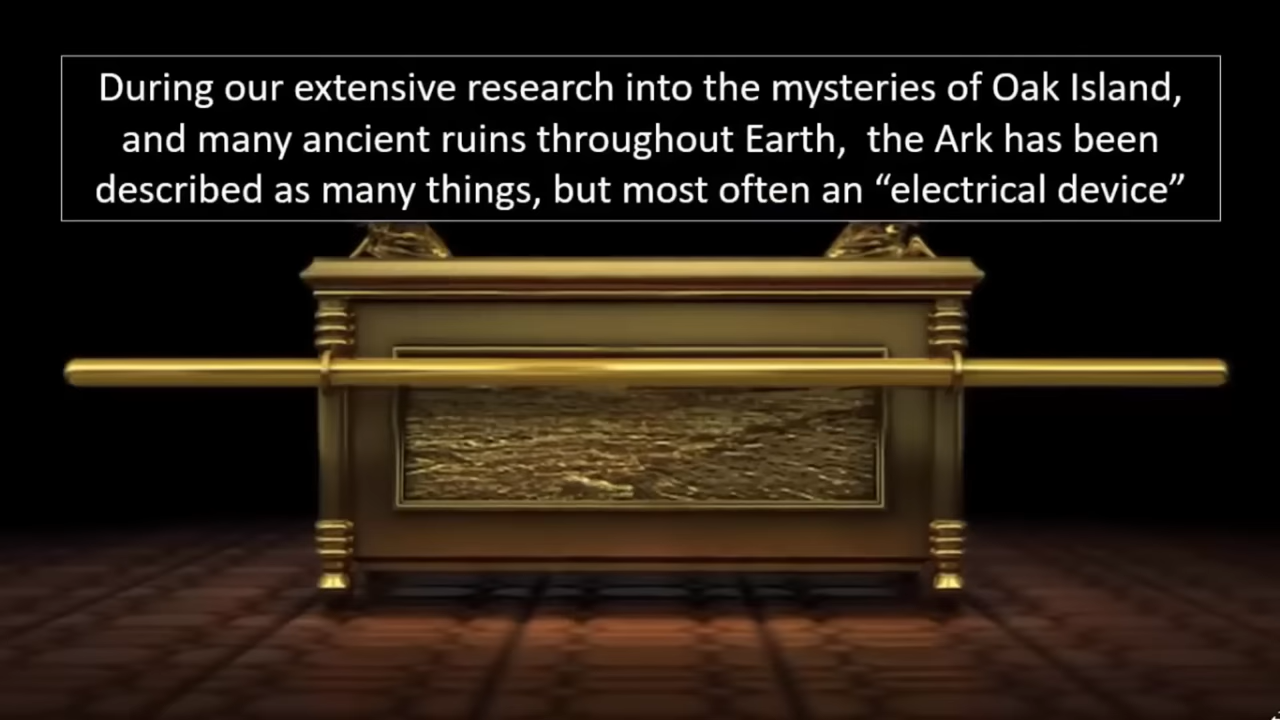 During our extensive research into the mysteries of Oak Island,
and many ancient ruins throughout Earth,  the Ark has been
described as many things, but most often an “electrical device”